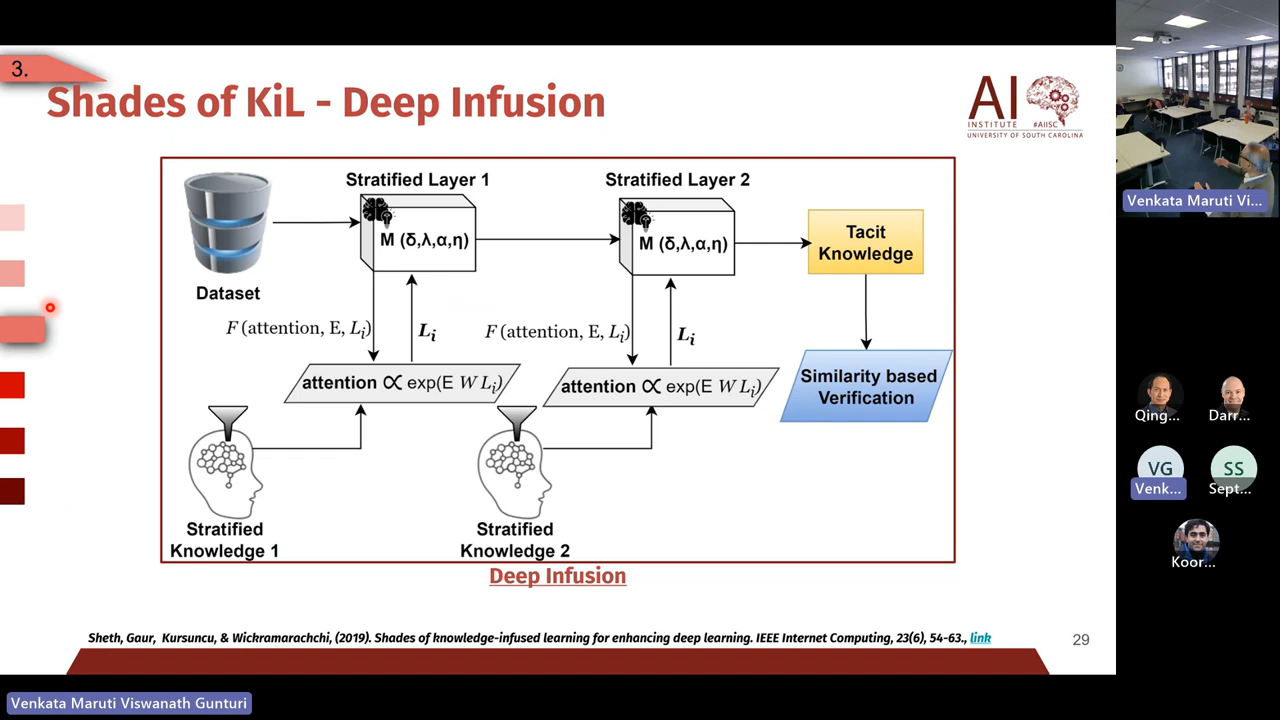 3.
Shades of KiL - Deep Infusion
AI
INSTITUTE #AIISC
UNIVERSITY OF SOUTH CAROLINA
Stratified Layer 1
Stratified Layer 2
M (δ,λ,α,η)
M (δ,λ,α,η)
Tacit
Knowledge
Dataset
F (attention, E, Lᵢ)
Lᵢ
F (attention, E, Lᵢ)
Lᵢ
attention ∝ exp(E W Lᵢ)
attention ∝ exp(E W Lᵢ)
Similarity based
Verification
Stratified
Knowledge 1
Stratified
Knowledge 2
Deep Infusion
Sheth, Gaur, Kursuncu, & Wickramarachchi, (2019). Shades of knowledge-infused learning for enhancing deep learning. IEEE Internet Computing, 23(6), 54-63., link
29
Venkata Maruti Viswanath Gunturi
Venkata Maruti Vi...
Qing...
Darr...
VG
SS
Venk...
Sept...
Koor...